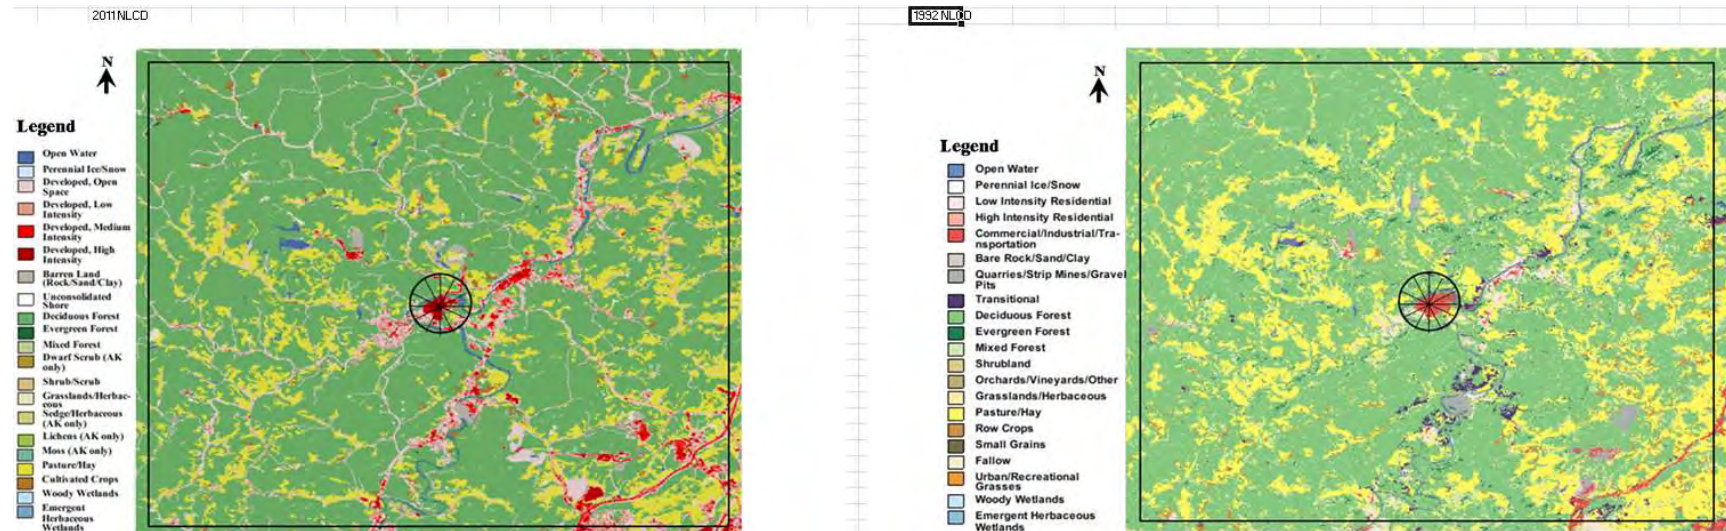 2011 NLCD
N
Legend
Open Water
Perennial Ice/Snow
Developed, Open
Space
Developed, Low
Intensity
Developed, Medium
Intensity
Developed, High
Intensity
Barren Land
(Rock/Sand/Clay)
Unconsolidated
Shore
Deciduous Forest
Evergreen Forest
Mixed Forest
Dwarf Scrub (AK
only)
Shrub/Scrub
Grasslands/Herbac-
eous
Sedge/Herbaceous
(AK only)
Lichens (AK only)
Moss (AK only)
Pasture/Hay
Cultivated Crops
Woody Wetlands
Emergent
Herbaceous
Wetlands
1992 NLCD
N
Legend
Open Water
Perennial Ice/Snow
Low Intensity Residential
High Intensity Residential
Commercial/Industrial/Tra-
nsportation
Bare Rock/Sand/Clay
Quarries/Strip Mines/Gravel
Pits
Transitional
Deciduous Forest
Evergreen Forest
Mixed Forest
Shrubland
Orchards/Vineyards/Other
Grasslands/Herbaceous
Pasture/Hay
Row Crops
Small Grains
Fallow
Urban/Recreational
Grasses
Woody Wetlands
Emergent Herbaceous
Wetlands